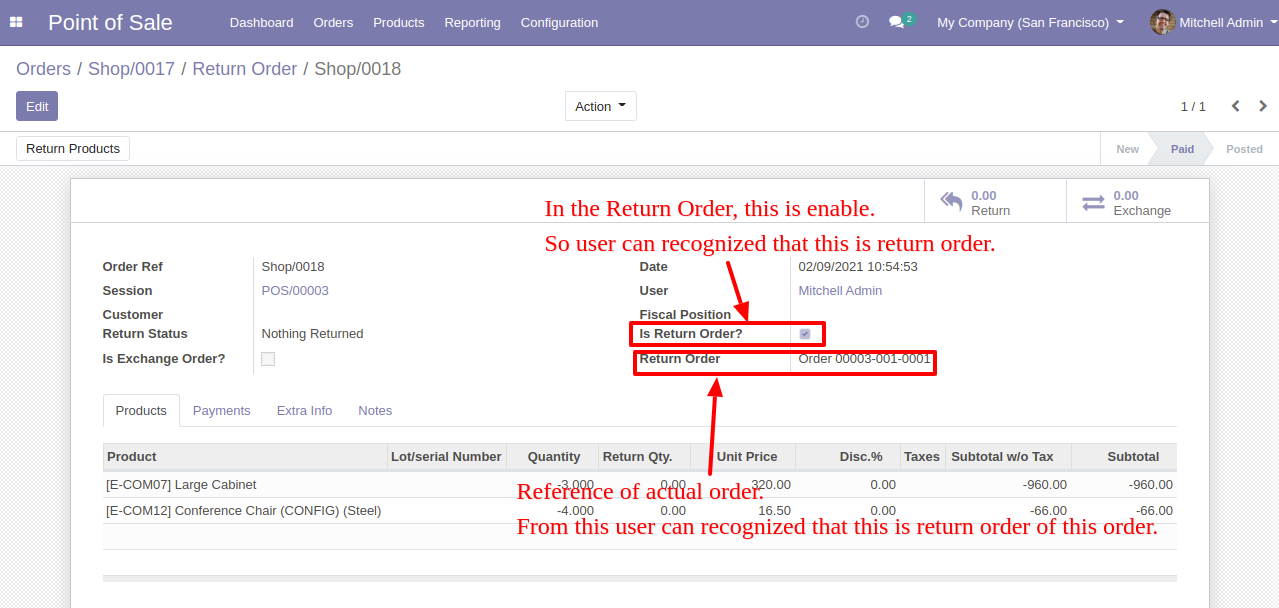 Point of Sale Dashboard Orders Products Reporting Configuration 2 My Company (San Francisco) Mitchell Admin
Orders / Shop/0017 / Return Order / Shop/0018
Edit Action 1 / 1
Return Products New Paid Posted
0.00 Return 0.00 Exchange
In the Return Order, this is enable.
So user can recognized that this is return order.
Order Ref Shop/0018 Date 02/09/2021 10:54:53
Session POS/00003 User Mitchell Admin
Customer Fiscal Position
Return Status Nothing Returned Is Return Order?
Is Exchange Order? Return Order Order 00003-001-0001
Products Payments Extra Info Notes
Product Lot/serial Number Quantity Return Qty. Unit Price Disc.% Taxes Subtotal w/o Tax Subtotal
[E-COM07] Large Cabinet -3.000 0.00 320.00 0.00 -960.00 -960.00
Reference of actual order.
[E-COM12] Conference Chair (CONFIG) (Steel) -4.000 0.00 16.50 0.00 -66.00 -66.00
From this user can recognized that this is return order of this order.